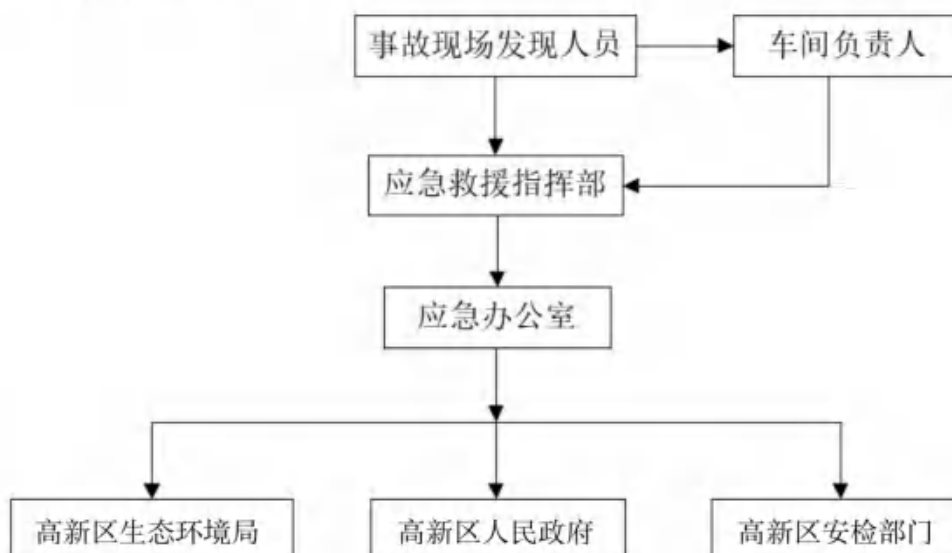 事故现场发现人员
车间负责人
应急救援指挥部
应急办公室
高新区生态环境局
高新区人民政府
高新区安检部门